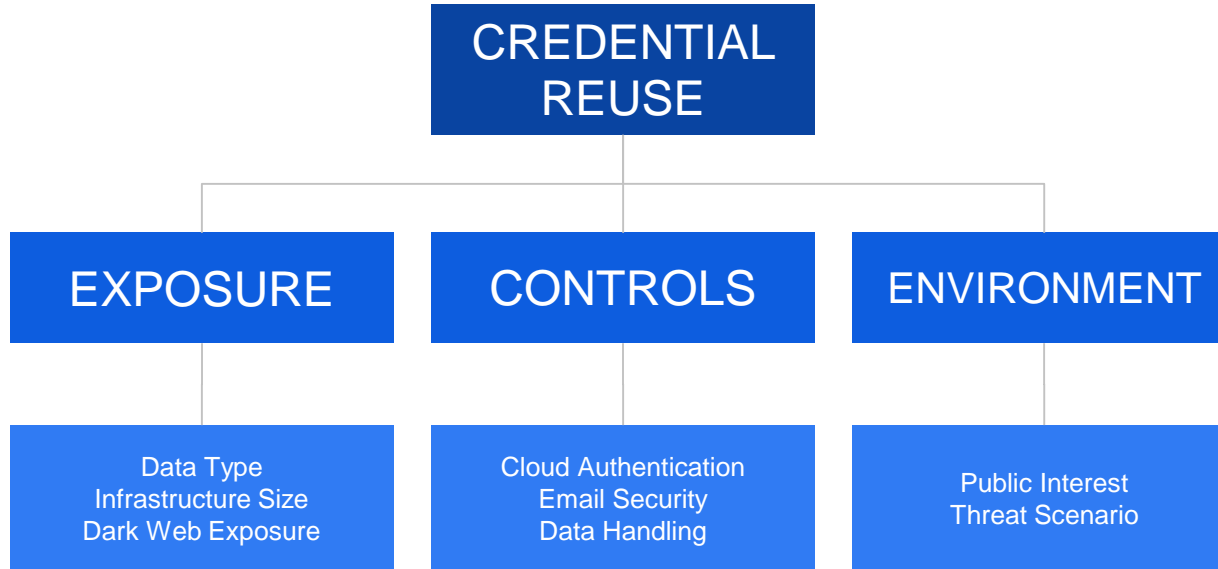 CREDENTIAL
REUSE
EXPOSURE
CONTROLS
ENVIRONMENT
Data Type
Infrastructure Size
Dark Web Exposure
Cloud Authentication
Email Security
Data Handling
Public Interest
Threat Scenario